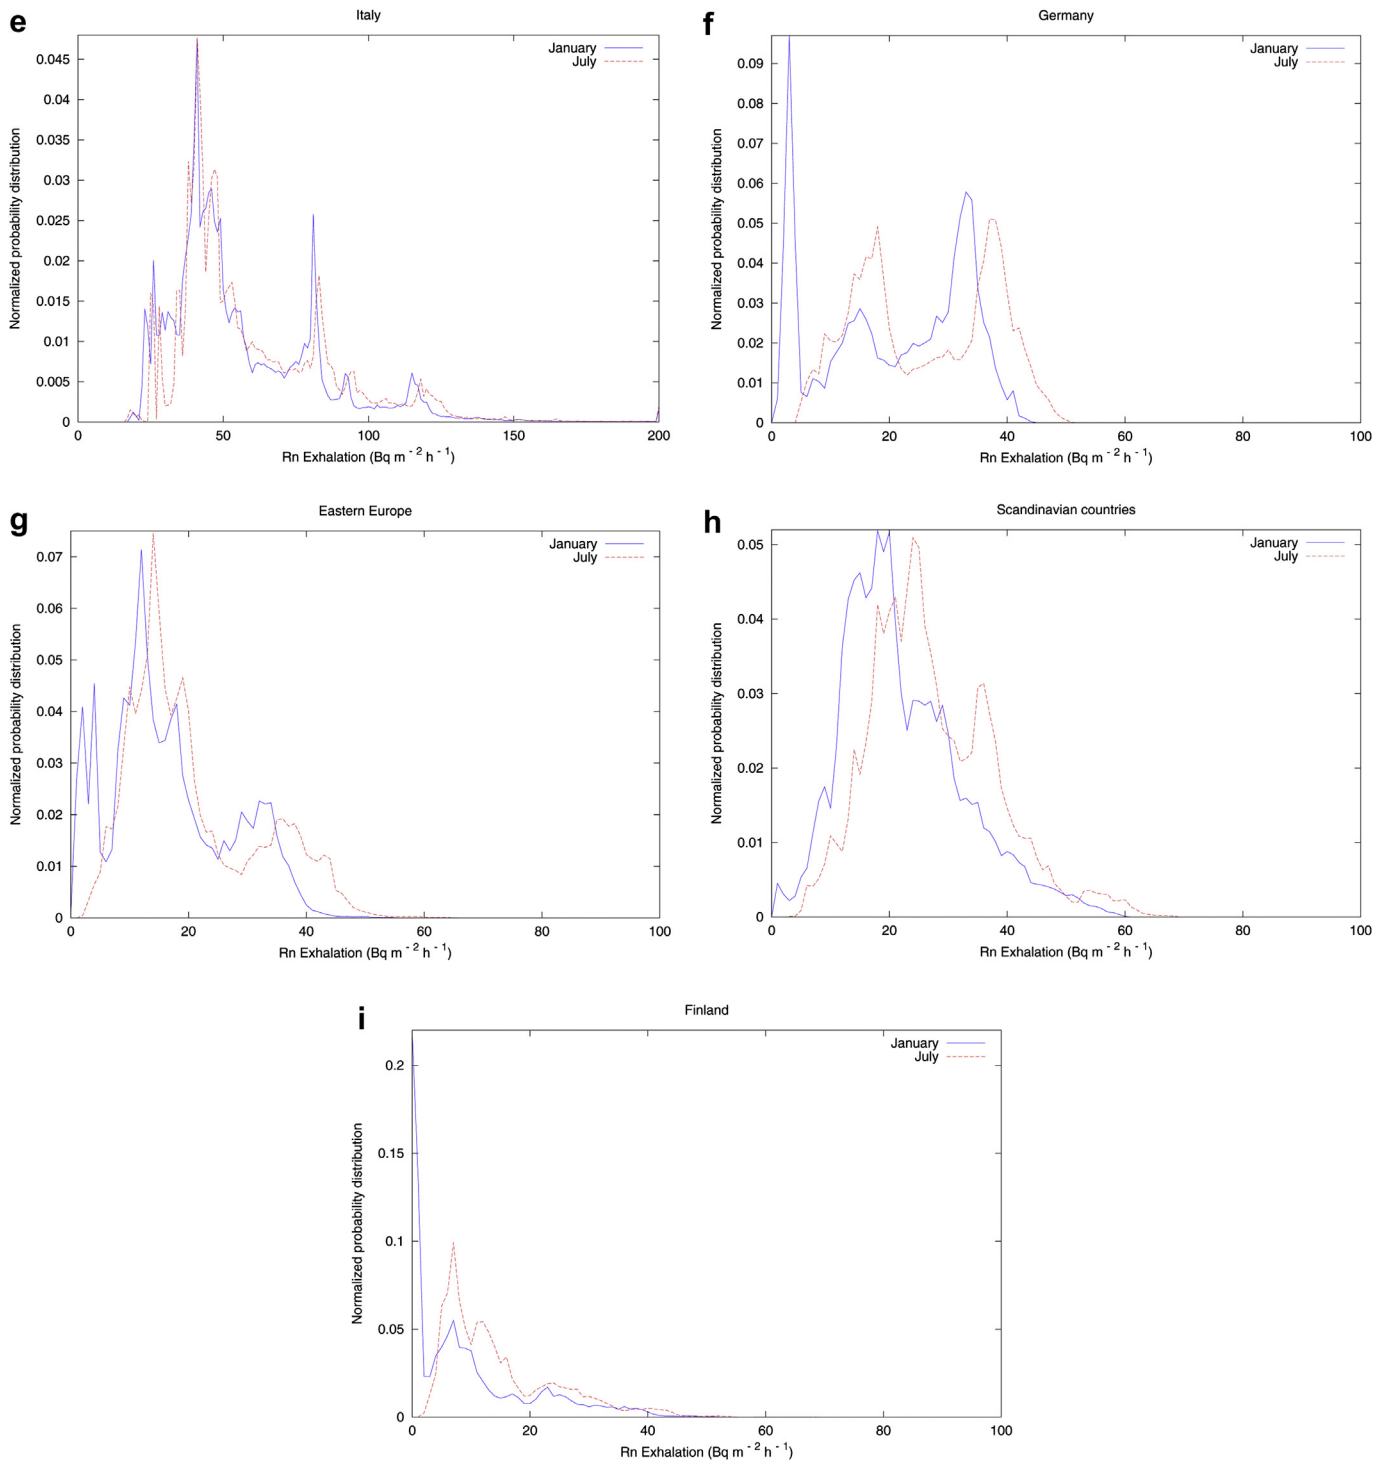 e
Italy
January
July
0.045
0.04
0.035
0.03
0.025
0.02
0.015
0.01
0.005
0
Normalized probability distribution
0 50 100 150 200
Rn Exhalation (Bq m - 2 h - 1)
f
Germany
January
July
0.09
0.08
0.07
0.06
0.05
0.04
0.03
0.02
0.01
0
Normalized probability distribution
0 20 40 60 80 100
Rn Exhalation (Bq m - 2 h - 1)
g
Eastern Europe
January
July
0.07
0.06
0.05
0.04
0.03
0.02
0.01
0
Normalized probability distribution
0 20 40 60 80 100
Rn Exhalation (Bq m - 2 h - 1)
h
Scandinavian countries
January
July
0.05
0.04
0.03
0.02
0.01
0
Normalized probability distribution
0 20 40 60 80 100
Rn Exhalation (Bq m - 2 h - 1)
i
Finland
January
July
0.2
0.15
0.1
0.05
0
Normalized probability distribution
0 20 40 60 80 100
Rn Exhalation (Bq m - 2 h - 1)